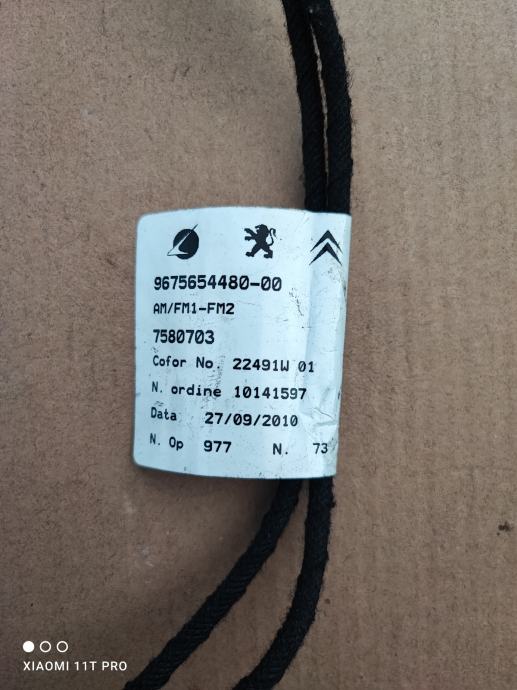 9675654480-00
AM/FM1-FM2
7580703
Cofor No. 22491W 01
N. ordine 10141597
Data 27/09/2010
N. Op 977 N. 73
XIAOMI 11T PRO